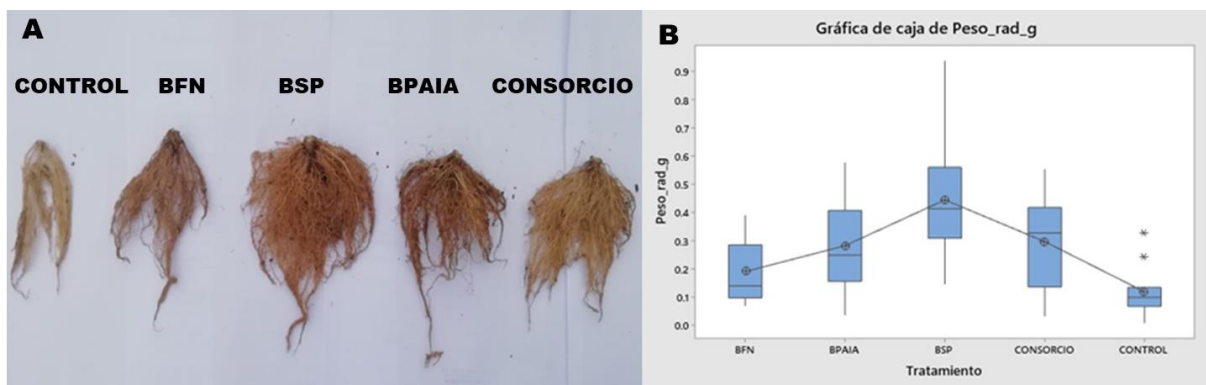 A
CONTROL BFN BSP BPAIA CONSORCIO
B
Gráfica de caja de Peso_rad_g
Peso_rad_g
0.9
0.8
0.7
0.6
0.5
0.4
0.3
0.2
0.1
0.0
BFN BPAIA BSP CONSORCIO CONTROL
Tratamiento